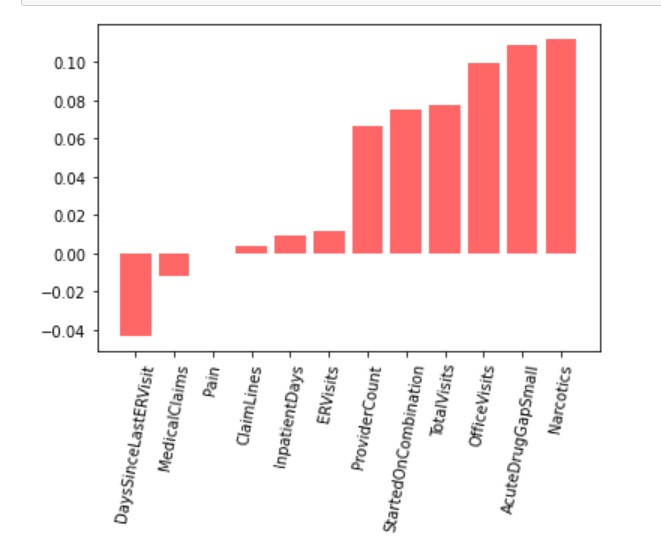 0.10
0.08
0.06
0.04
0.02
0.00
−0.02
−0.04
DaysSinceLastERVisit
MedicalClaims
Pain
ClaimLines
InpatientDays
ERVisits
ProviderCount
StartedOnCombination
TotalVisits
OfficeVisits
AcuteDrugGapSmall
Narcotics